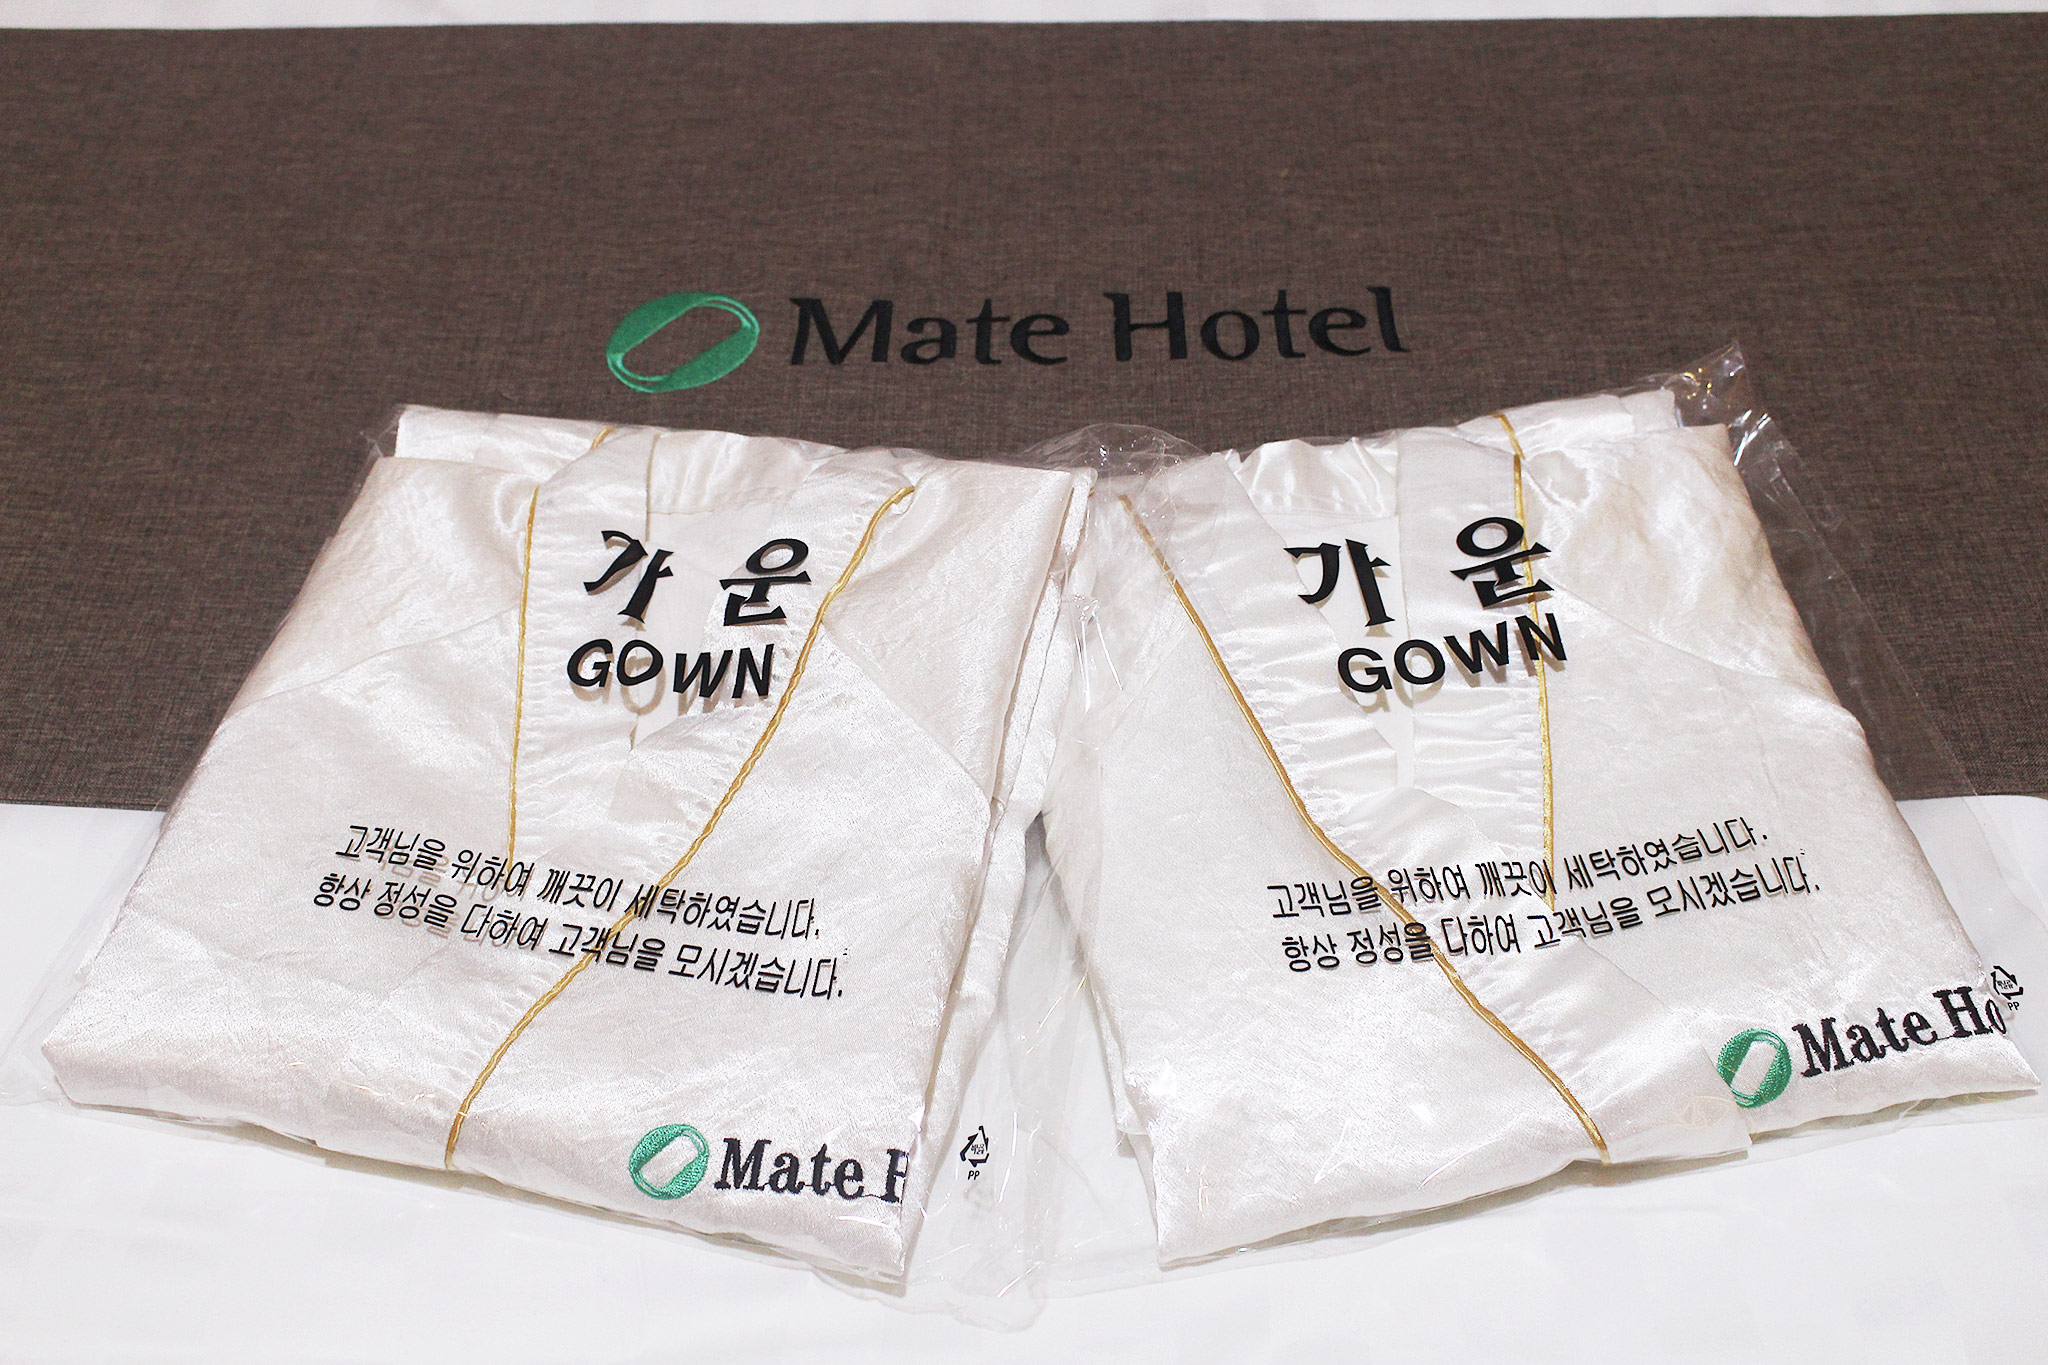 Mate Hotel
가운
GOWN
고객님을 위하여 깨끗이 세탁하였습니다.
항상 정성을 다하여 고객님을 모시겠습니다.
Mate H
PP
가운
GOWN
고객님을 위하여 깨끗이 세탁하였습니다.
항상 정성을 다하여 고객님을 모시겠습니다.
Mate Ho
PP